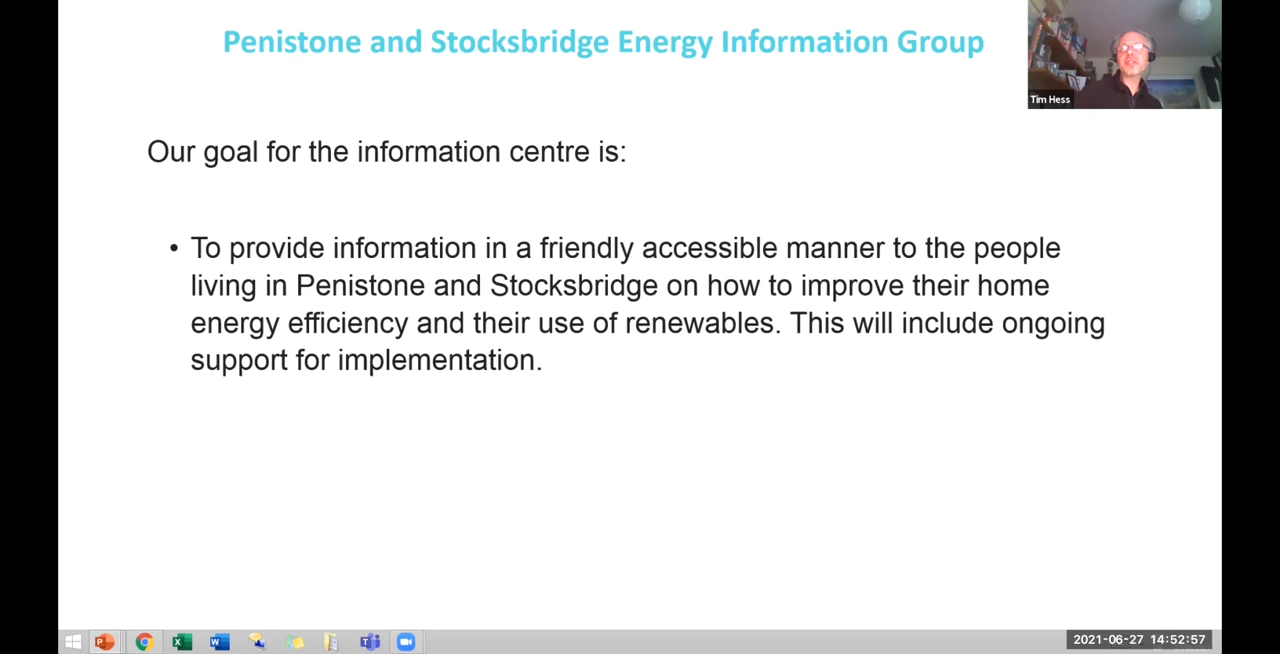 Penistone and Stocksbridge Energy Information Group
Tim Hess
Our goal for the information centre is:
• To provide information in a friendly accessible manner to the people
living in Penistone and Stocksbridge on how to improve their home
energy efficiency and their use of renewables. This will include ongoing
support for implementation.
2021-06-27 14:52:57